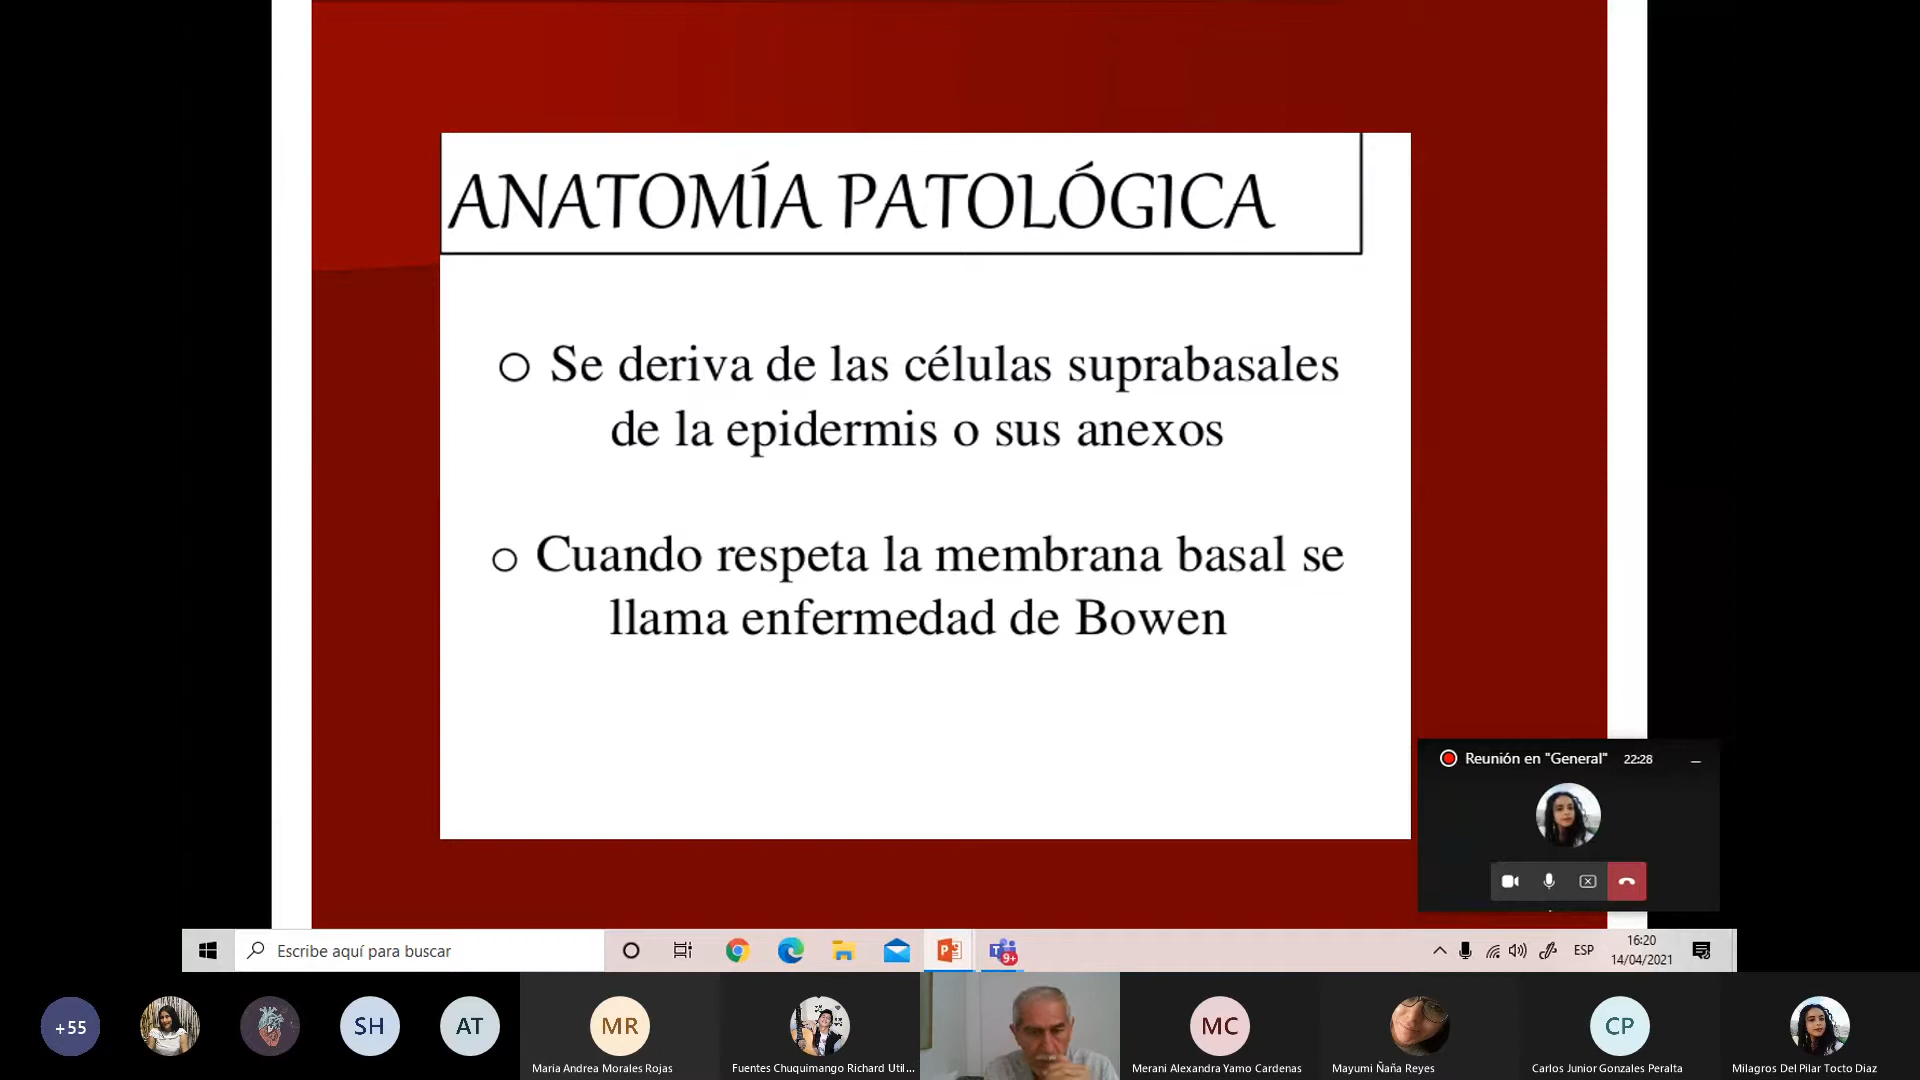 ANATOMÍA PATOLÓGICA
o Se deriva de las células suprabasales
de la epidermis o sus anexos
o Cuando respeta la membrana basal se
llama enfermedad de Bowen
Reunión en "General" 22:28
Escribe aquí para buscar
9+
ESP
16:20
14/04/2021
+55
SH
AT
MR
MC
CP
Maria Andrea Morales Rojas
Fuentes Chuquimango Richard Util...
Merani Alexandra Yamo Cardenas
Mayumi Ñaña Reyes
Carlos Junior Gonzales Peralta
Milagros Del Pilar Tocto Diaz